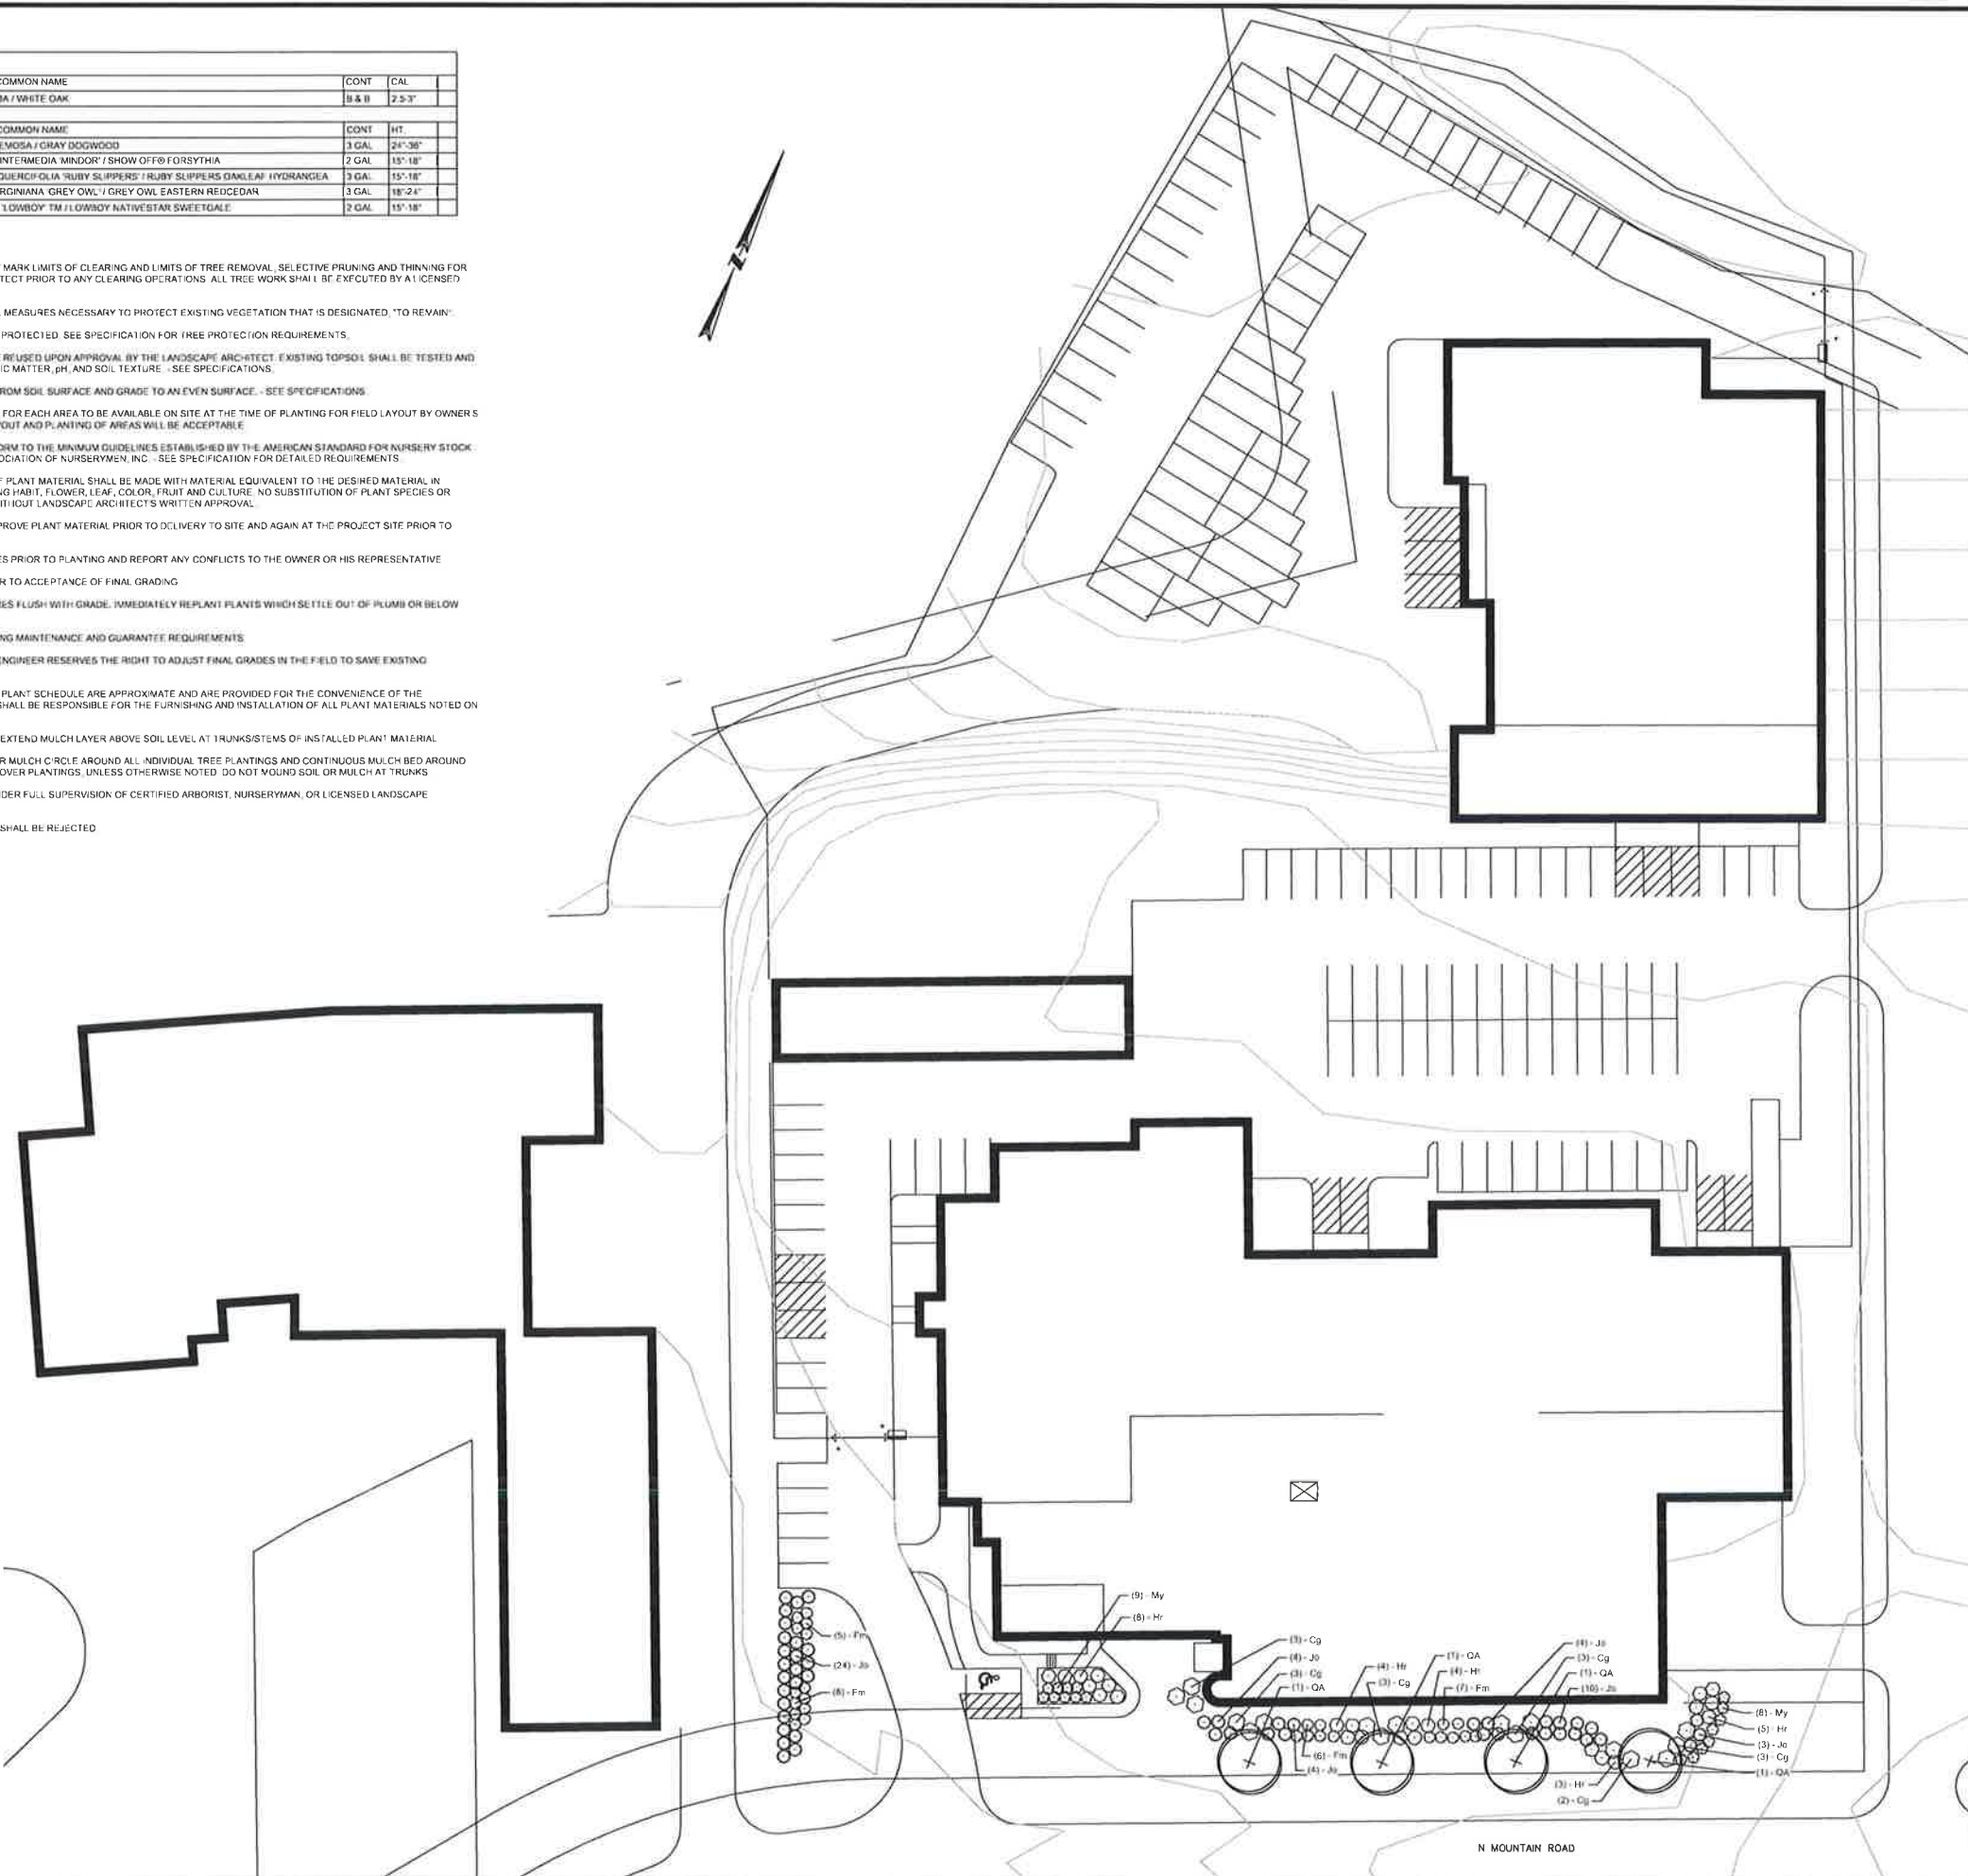 COMMON NAME CONT CAL
BA / WHITE OAK B & B 2.5-3"
COMMON NAME CONT HT.
EMOSA / GRAY DOGWOOD 3 GAL 24"-36"
INTERMEDIA 'MINDOR' / SHOW OFF® FORSYTHIA 2 GAL 15"-18"
QUERCIFOLIA 'RUBY SLIPPERS' / RUBY SLIPPERS OAKLEAF HYDRANGEA 3 GAL 15"-18"
RGINIANA 'GREY OWL' / GREY OWL EASTERN REDCEDAR 3 GAL 18"-24"
'LOWBOY' TM / LOWBOY NATIVESTAR SWEETGALE 2 GAL 15"-18"
MARK LIMITS OF CLEARING AND LIMITS OF TREE REMOVAL, SELECTIVE PRUNING AND THINNING FOR
TECT PRIOR TO ANY CLEARING OPERATIONS. ALL TREE WORK SHALL BE EXECUTED BY A LICENSED
MEASURES NECESSARY TO PROTECT EXISTING VEGETATION THAT IS DESIGNATED, "TO REMAIN".
PROTECTED. SEE SPECIFICATION FOR TREE PROTECTION REQUIREMENTS.
REUSED UPON APPROVAL BY THE LANDSCAPE ARCHITECT. EXISTING TOPSOIL SHALL BE TESTED AND
IC MATTER, pH, AND SOIL TEXTURE. - SEE SPECIFICATIONS.
ROM SOIL SURFACE AND GRADE TO AN EVEN SURFACE. - SEE SPECIFICATIONS.
FOR EACH AREA TO BE AVAILABLE ON SITE AT THE TIME OF PLANTING FOR FIELD LAYOUT BY OWNER'S
YOUT AND PLANTING OF AREAS WILL BE ACCEPTABLE
ORM TO THE MINIMUM GUIDELINES ESTABLISHED BY THE AMERICAN STANDARD FOR NURSERY STOCK
OCIATION OF NURSERYMEN, INC. - SEE SPECIFICATION FOR DETAILED REQUIREMENTS.
F PLANT MATERIAL SHALL BE MADE WITH MATERIAL EQUIVALENT TO THE DESIRED MATERIAL IN
NG HABIT, FLOWER, LEAF, COLOR, FRUIT AND CULTURE. NO SUBSTITUTION OF PLANT SPECIES OR
ITHOUT LANDSCAPE ARCHITECT'S WRITTEN APPROVAL.
PROVE PLANT MATERIAL PRIOR TO DELIVERY TO SITE AND AGAIN AT THE PROJECT SITE PRIOR TO
ES PRIOR TO PLANTING AND REPORT ANY CONFLICTS TO THE OWNER OR HIS REPRESENTATIVE
R TO ACCEPTANCE OF FINAL GRADING
ES FLUSH WITH GRADE. IMMEDIATELY REPLANT PLANTS WHICH SETTLE OUT OF PLUMB OR BELOW
NG MAINTENANCE AND GUARANTEE REQUIREMENTS.
ENGINEER RESERVES THE RIGHT TO ADJUST FINAL GRADES IN THE FIELD TO SAVE EXISTING
PLANT SCHEDULE ARE APPROXIMATE AND ARE PROVIDED FOR THE CONVENIENCE OF THE
SHALL BE RESPONSIBLE FOR THE FURNISHING AND INSTALLATION OF ALL PLANT MATERIALS NOTED ON
EXTEND MULCH LAYER ABOVE SOIL LEVEL AT TRUNKS/STEMS OF INSTALLED PLANT MATERIAL
R MULCH CIRCLE AROUND ALL INDIVIDUAL TREE PLANTINGS AND CONTINUOUS MULCH BED AROUND
OVER PLANTINGS, UNLESS OTHERWISE NOTED. DO NOT MOUND SOIL OR MULCH AT TRUNKS
DER FULL SUPERVISION OF CERTIFIED ARBORIST, NURSERYMAN, OR LICENSED LANDSCAPE
SHALL BE REJECTED
N
(9) - My
(8) - Hr
(5) - Fm
(24) - Jo
(8) - Fm
(3) - Cg
(4) - Jo
(3) - Cg
(1) - QA
(4) - Hr
(3) - Cg
(1) - QA
(4) - Hr
(7) - Fm
(4) - Jo
(3) - Cg
(1) - QA
(10) - Jo
(6) - Fm
(4) - Jo
(8) - My
(5) - Hr
(3) - Jo
(3) - Cg
(1) - QA
(3) - Hr
(2) - Cg
N MOUNTAIN ROAD